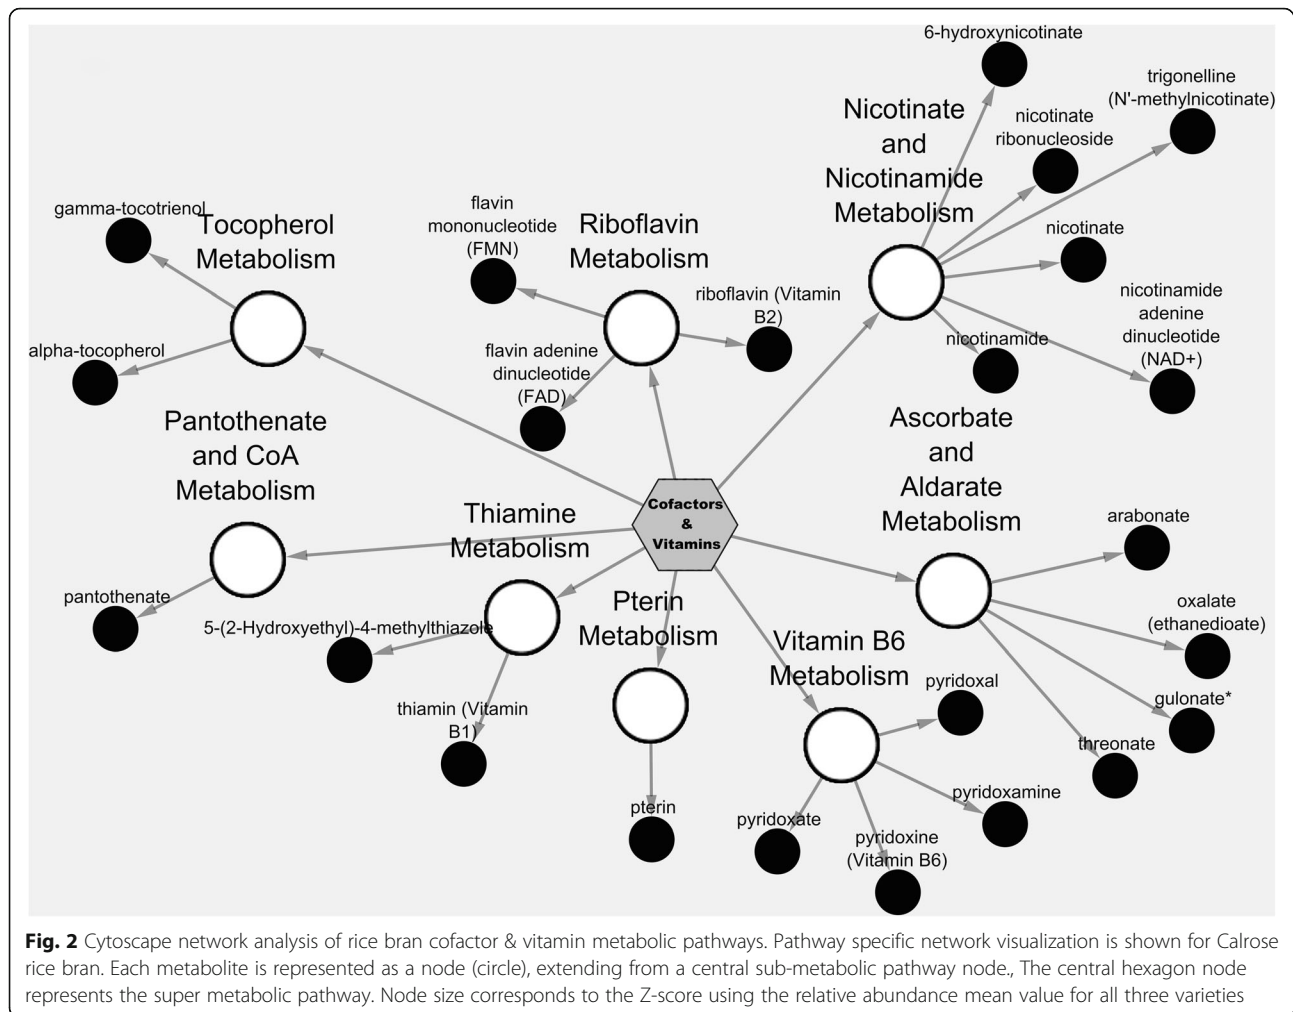 6-hydroxynicotinate
trigonelline
(N'-methylnicotinate)
Nicotinate
and
Nicotinamide
Metabolism
nicotinate
ribonucleoside
nicotinate
nicotinamide
adenine
dinucleotide
(NAD+)
nicotinamide
gamma-tocotrienol
Tocopherol
Metabolism
alpha-tocopherol
flavin
mononucleotide
(FMN)
Riboflavin
Metabolism
riboflavin (Vitamin
B2)
flavin adenine
dinucleotide
(FAD)
Pantothenate
and CoA
Metabolism
pantothenate
Thiamine
Metabolism
5-(2-Hydroxyethyl)-4-methylthiazole
thiamin (Vitamin
B1)
Cofactors
&
Vitamins
Pterin
Metabolism
pterin
Vitamin B6
Metabolism
pyridoxal
pyridoxamine
pyridoxate
pyridoxine
(Vitamin B6)
Ascorbate
and
Aldarate
Metabolism
arabonate
oxalate
(ethanedioate)
gulonate*
threonate
Fig. 2 Cytoscape network analysis of rice bran cofactor & vitamin metabolic pathways. Pathway specific network visualization is shown for Calrose
rice bran. Each metabolite is represented as a node (circle), extending from a central sub-metabolic pathway node., The central hexagon node
represents the super metabolic pathway. Node size corresponds to the Z-score using the relative abundance mean value for all three varieties